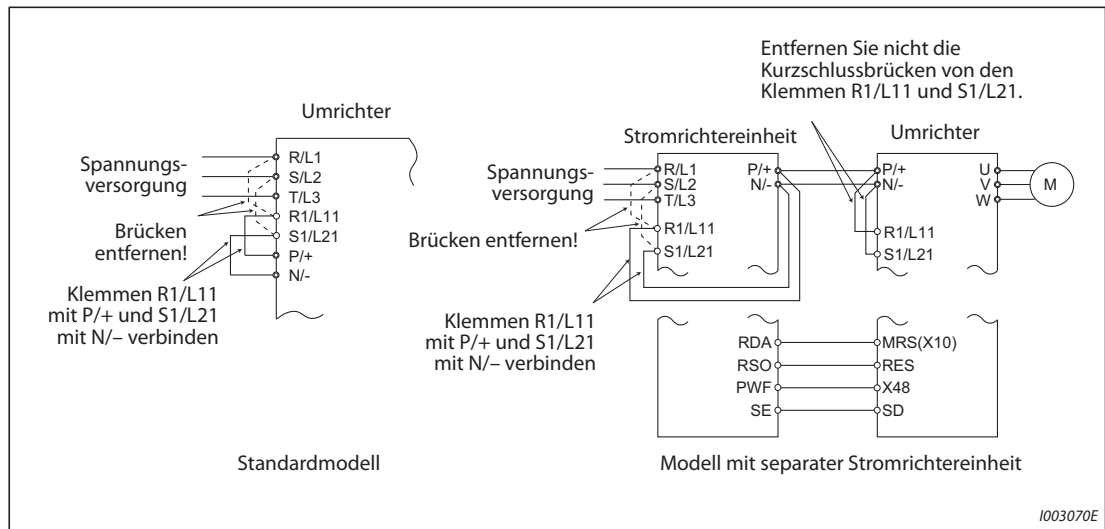 Entfernen Sie nicht die
Kurzschlussbrücken von den
Klemmen R1/L11 und S1/L21.
Umrichter
Spannungs-
versorgung
R/L1
S/L2
T/L3
R1/L11
S1/L21
P/+
N/-
Brücken
entfernen!
Klemmen R1/L11
mit P/+ und S1/L21
mit N/– verbinden
Standardmodell
Stromrichtereinheit
Umrichter
Spannungs-
versorgung
R/L1
S/L2
T/L3
R1/L11
S1/L21
P/+
N/-
P/+
N/-
R1/L11
S1/L21
U
V
W
M
Brücken entfernen!
Klemmen R1/L11
mit P/+ und S1/L21
mit N/– verbinden
RDA
RSO
PWF
SE
MRS(X10)
RES
X48
SD
Modell mit separater Stromrichtereinheit
I003070E